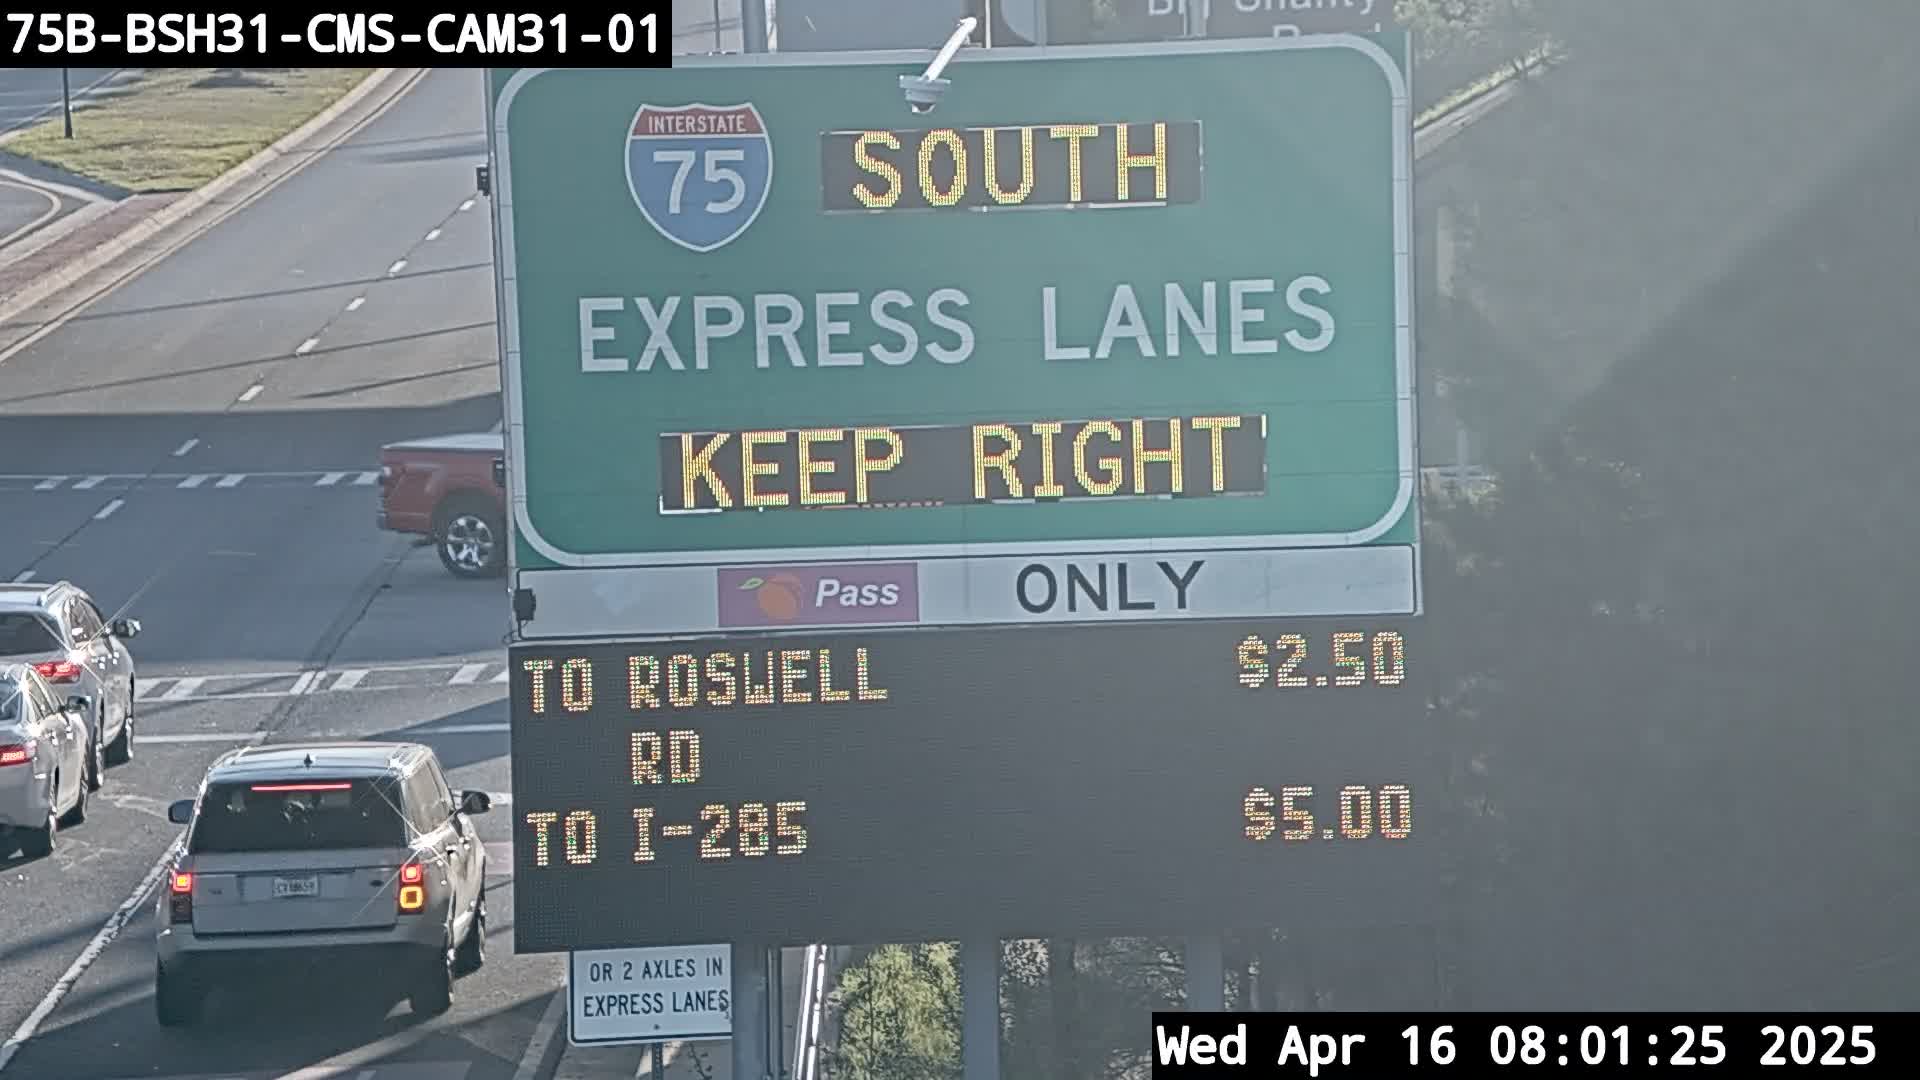 75B-BSH31-CMS-CAM31-01
Shanty
INTERSTATE
75
SOUTH
EXPRESS LANES
KEEP RIGHT
Pass ONLY
TO ROSWELL $2.50
RD
TO I-285 $5.00
OR 2 AXLES IN
EXPRESS LANES
Wed Apr 16 08:01:25 2025